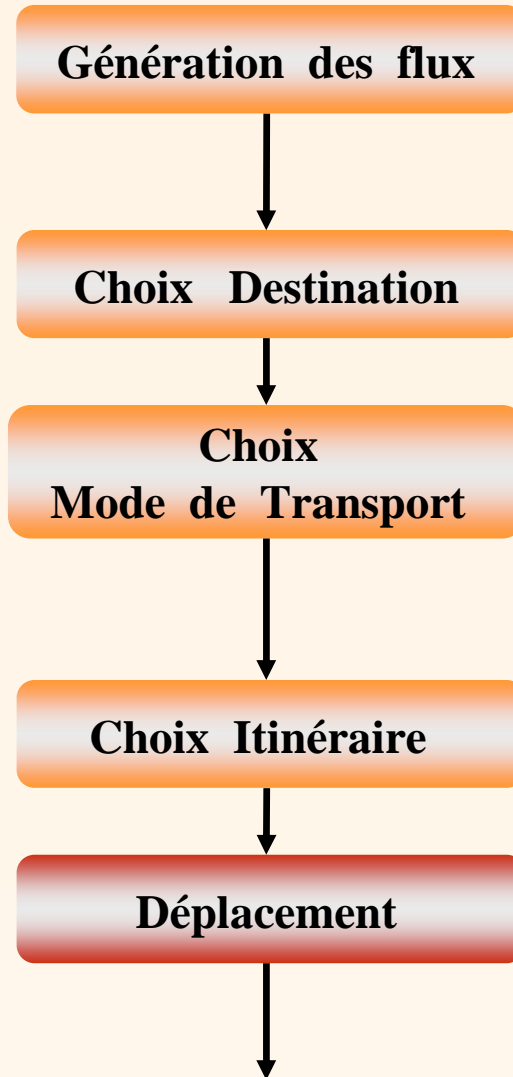 Génération des flux
Choix Destination
Choix
Mode de Transport
Choix Itinéraire
Déplacement